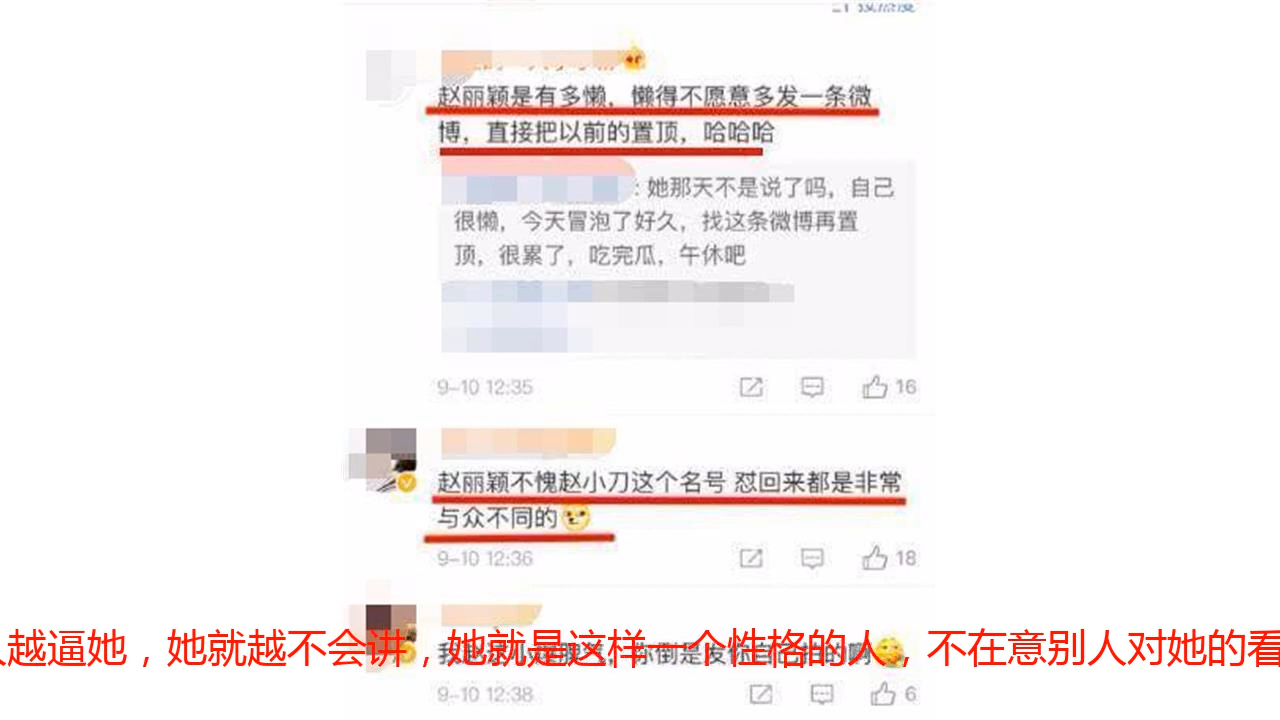 赵丽颖是有多懒，懒得不愿意多发一条微
博，直接把以前的置顶，哈哈哈
：她那天不是说了吗，自己
很懒，今天冒泡了好久，找这条微博再置
顶，很累了，吃完瓜，午休吧
9-10 12:35
16
赵丽颖不愧赵小刀这个名号 怼回来都是非常
与众不同的
9-10 12:36
18
越逼她，她就越不会讲，她就是这样一个性格的人，不在意别人对她的看
9-10 12:38
6